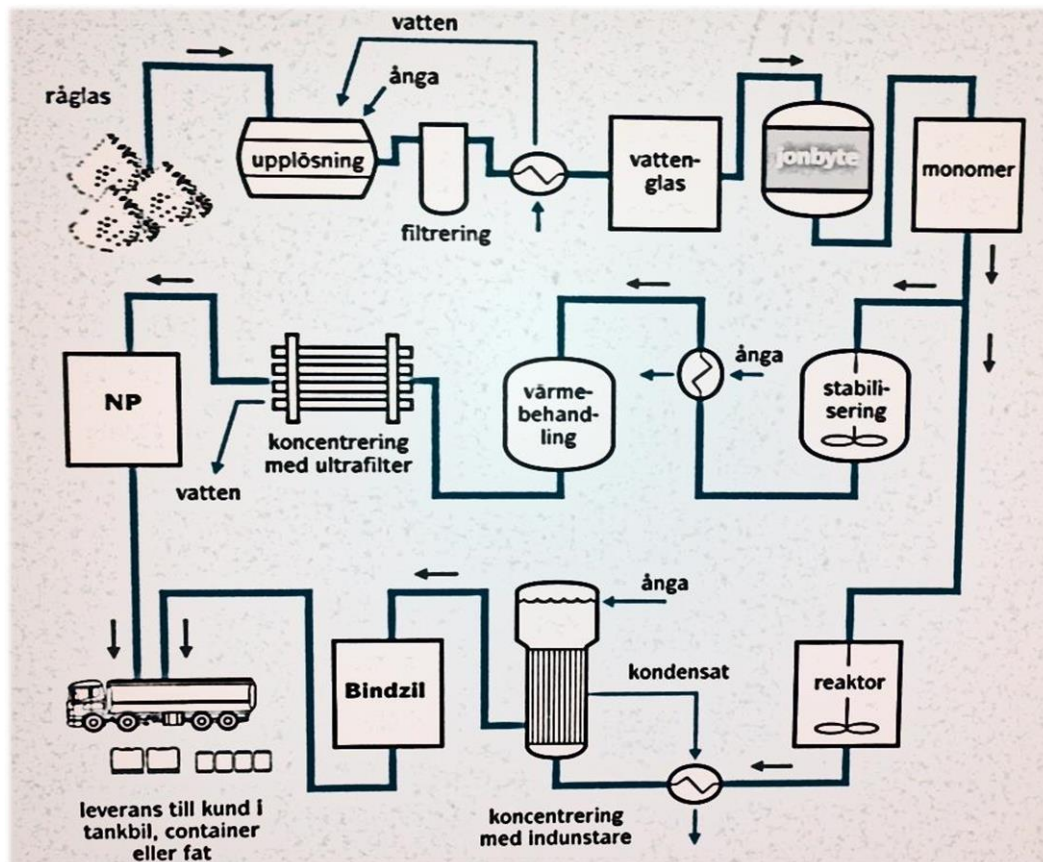 vatten
ånga
råglas
upplösning
filtrering
vatten-
glas
jonbyte
monomer
NP
koncentrering
med ultrafilter
vatten
värme-
behand-
ling
ånga
stabili-
sering
ånga
kondensat
Bindzil
reaktor
koncentrering
med indunstare
leverans till kund i
tankbil, container
eller fat